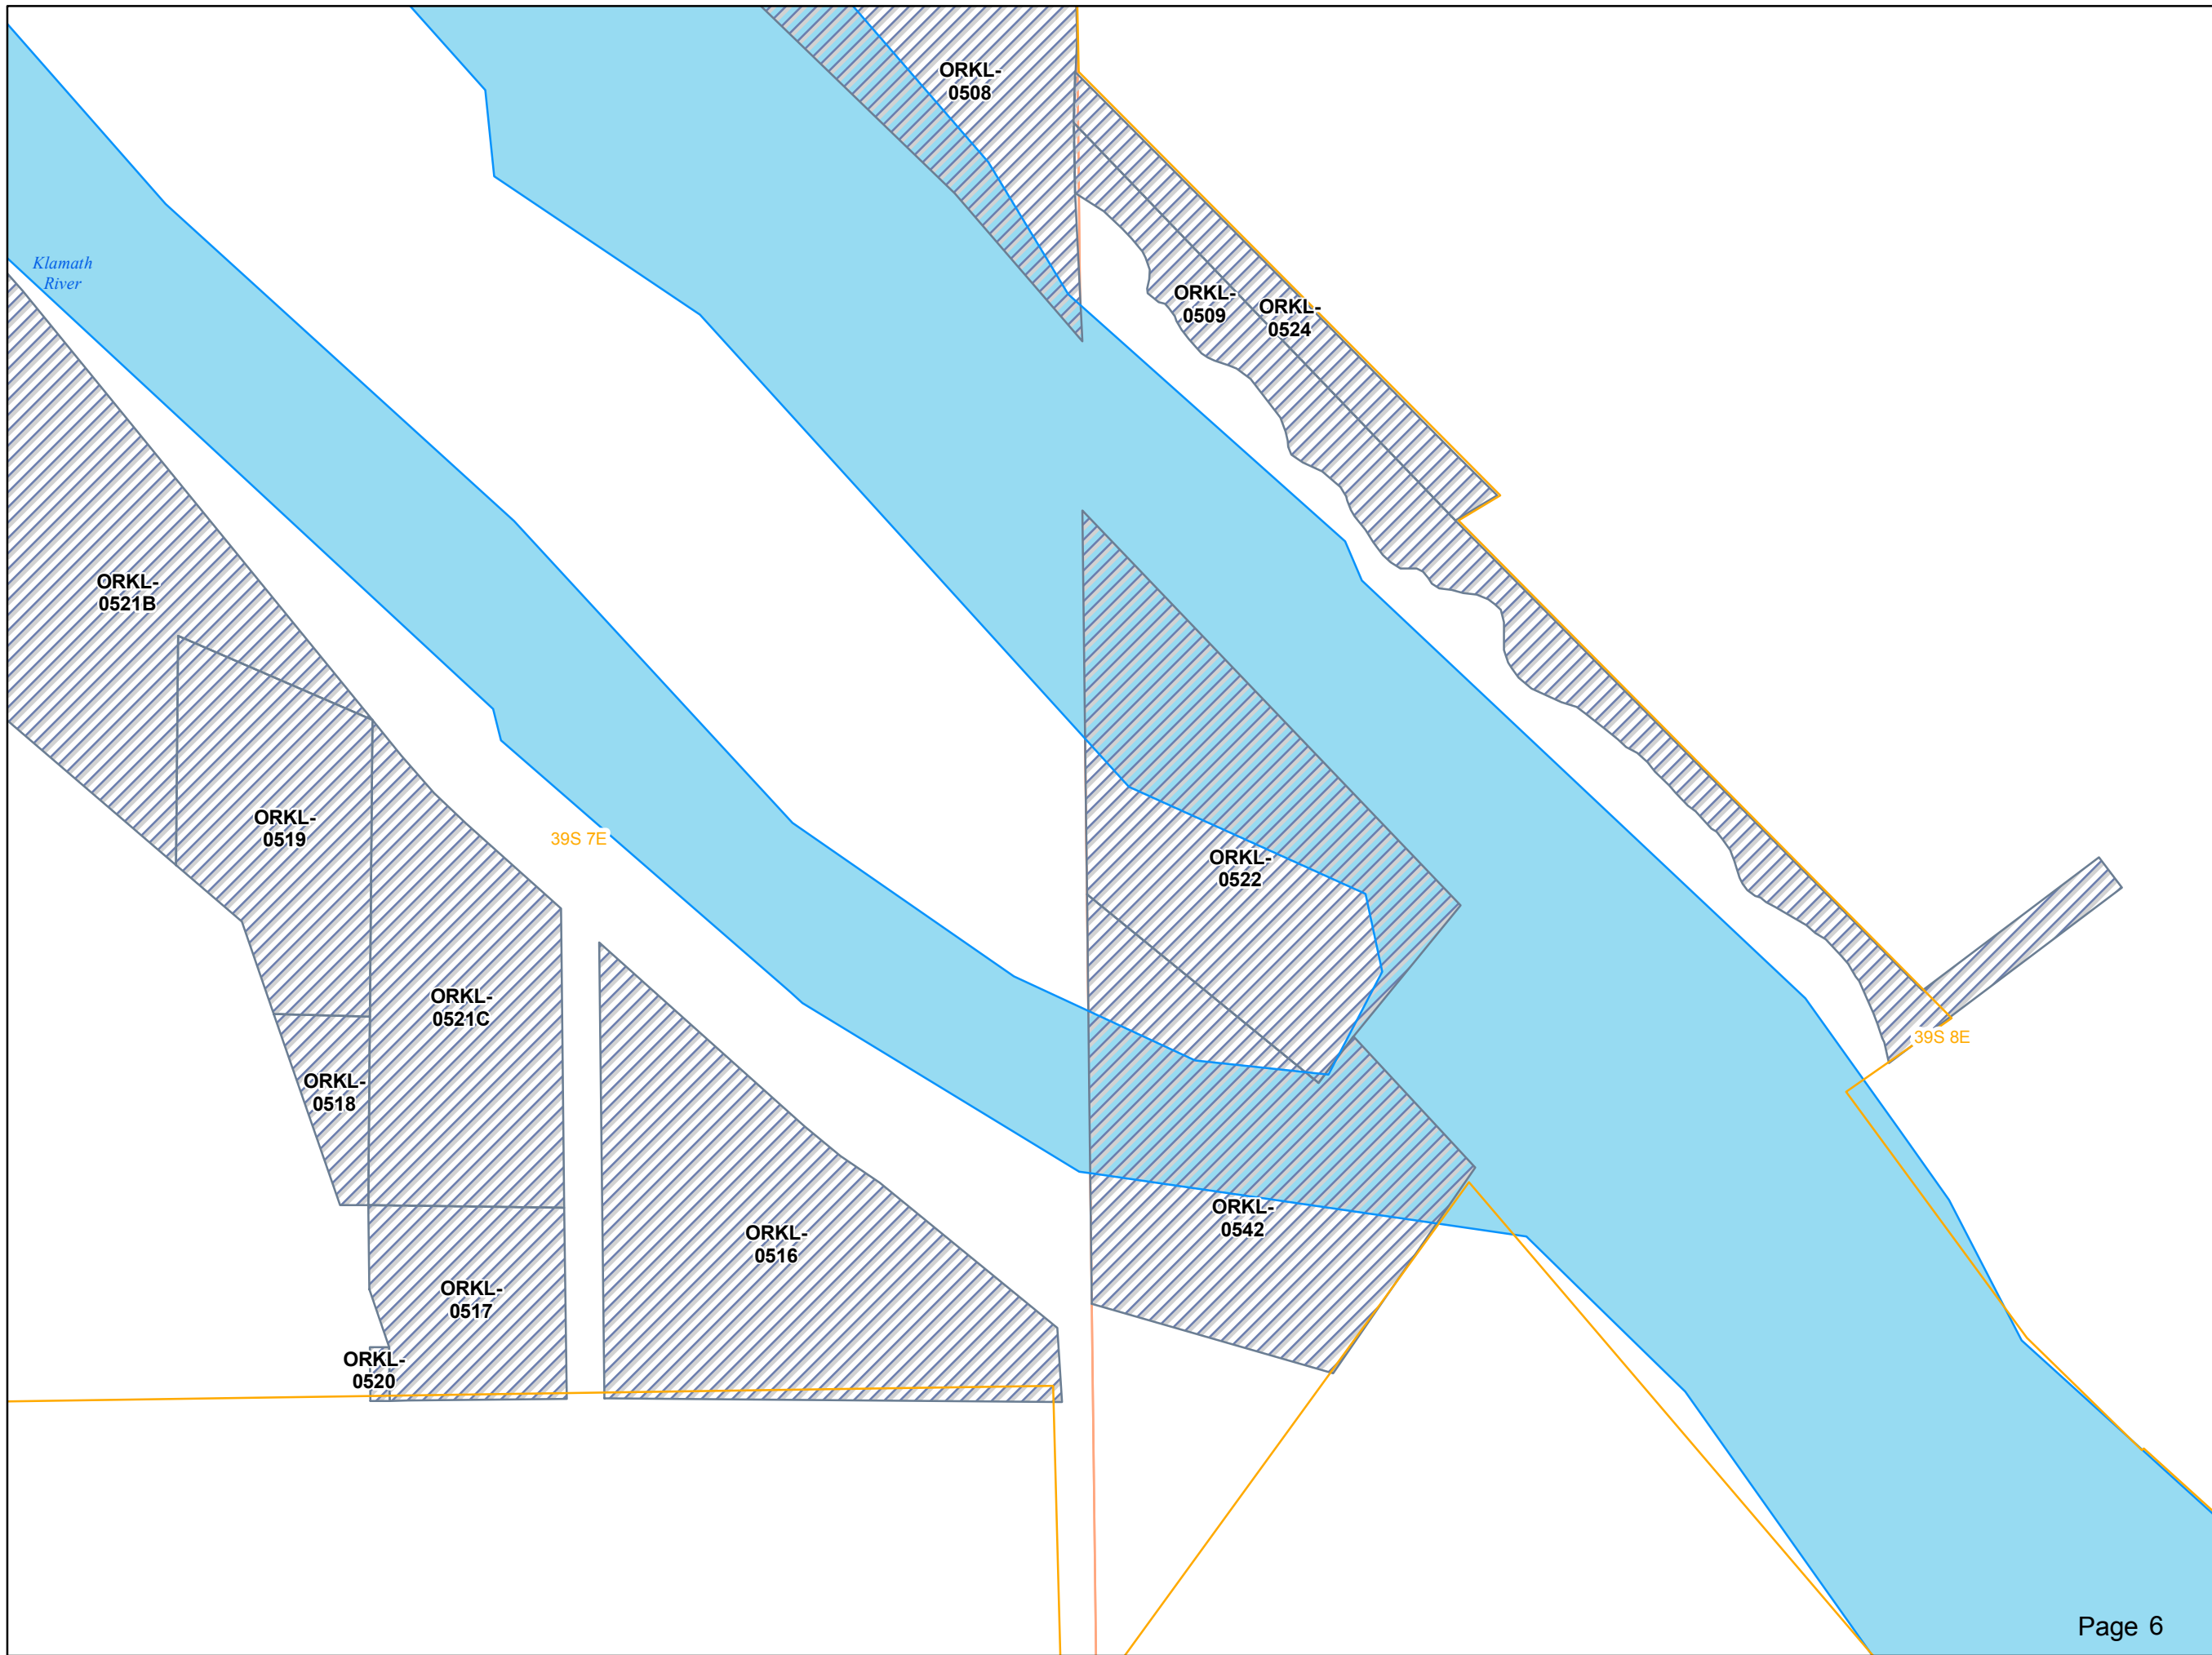 ORKL-
0508
Klamath
River
ORKL-
0509
ORKL-
0524
ORKL-
0521B
ORKL-
0519
39S 7E
ORKL-
0522
ORKL-
0521C
39S 8E
ORKL-
0518
ORKL-
0542
ORKL-
0516
ORKL-
0517
ORKL-
0520
Page 6